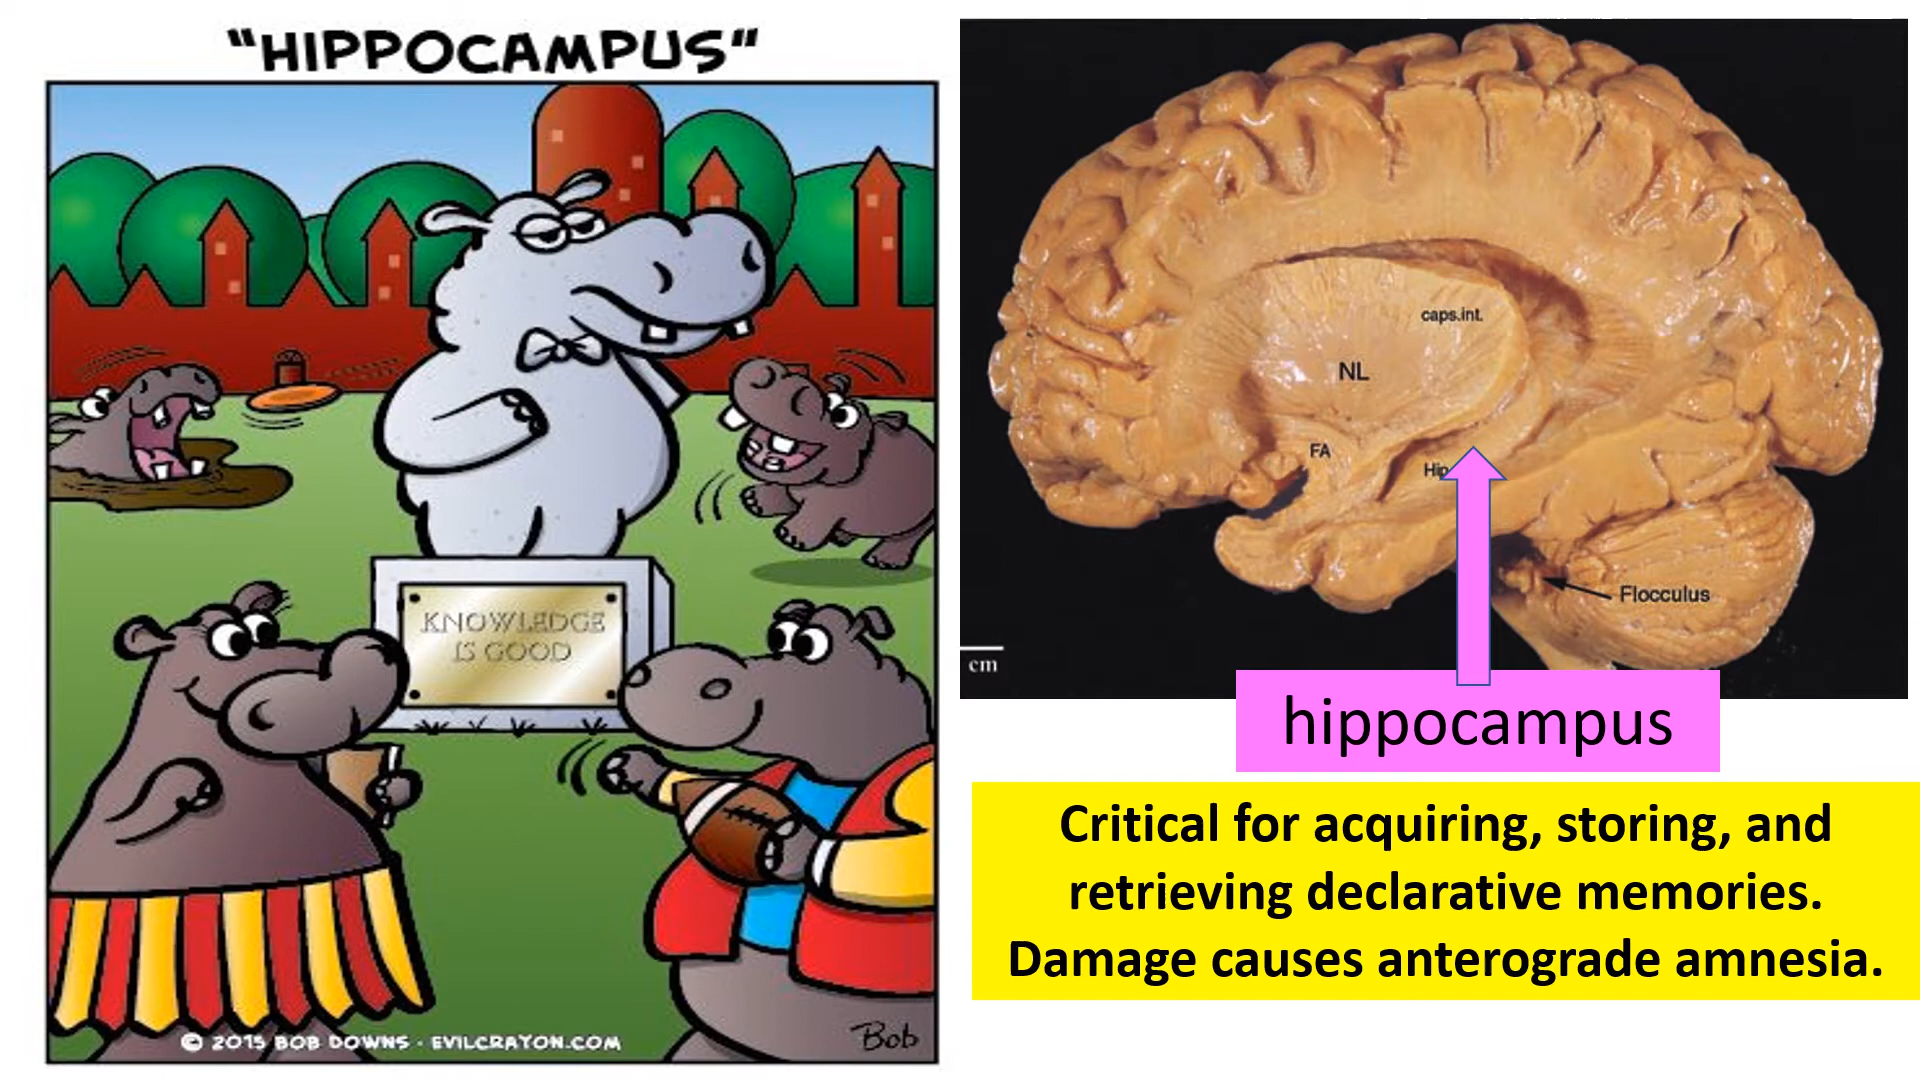 "HIPPOCAMPUS"
KNOWLEDGE
IS GOOD
© 2015 BOB DOWNS - EVILCRAYON.COM
Bob
caps.int.
NL
FA
Hip
Flocculus
cm
hippocampus
Critical for acquiring, storing, and
retrieving declarative memories.
Damage causes anterograde amnesia.